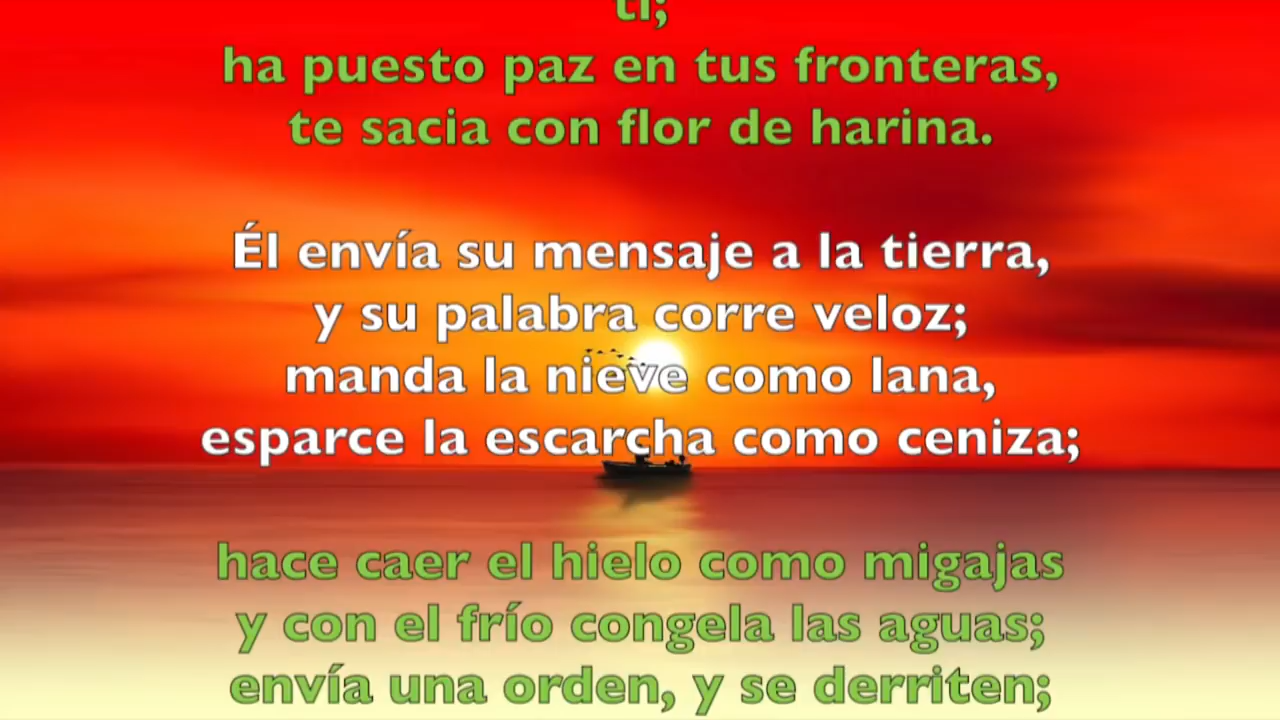 ti;
ha puesto paz en tus fronteras,
te sacia con flor de harina.
Él envía su mensaje a la tierra,
y su palabra corre veloz;
manda la nieve como lana,
esparce la escarcha como ceniza;
hace caer el hielo como migajas
y con el frío congela las aguas;
envía una orden, y se derriten;